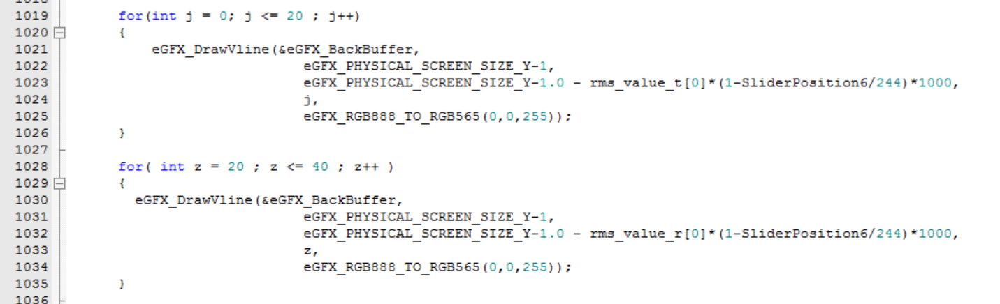 1019 for(int j = 0; j <= 20 ; j++)
1020 {
1021 eGFX_DrawVline(&eGFX_BackBuffer,
1022 eGFX_PHYSICAL_SCREEN_SIZE_Y-1,
1023 eGFX_PHYSICAL_SCREEN_SIZE_Y-1.0 - rms_value_t[0]*(1-SliderPosition6/244)*1000,
1024 j,
1025 eGFX_RGB888_TO_RGB565(0,0,255));
1026 }
1027
1028 for( int z = 20 ; z <= 40 ; z++ )
1029 {
1030 eGFX_DrawVline(&eGFX_BackBuffer,
1031 eGFX_PHYSICAL_SCREEN_SIZE_Y-1,
1032 eGFX_PHYSICAL_SCREEN_SIZE_Y-1.0 - rms_value_r[0]*(1-SliderPosition6/244)*1000,
1033 z,
1034 eGFX_RGB888_TO_RGB565(0,0,255));
1035 }
1036